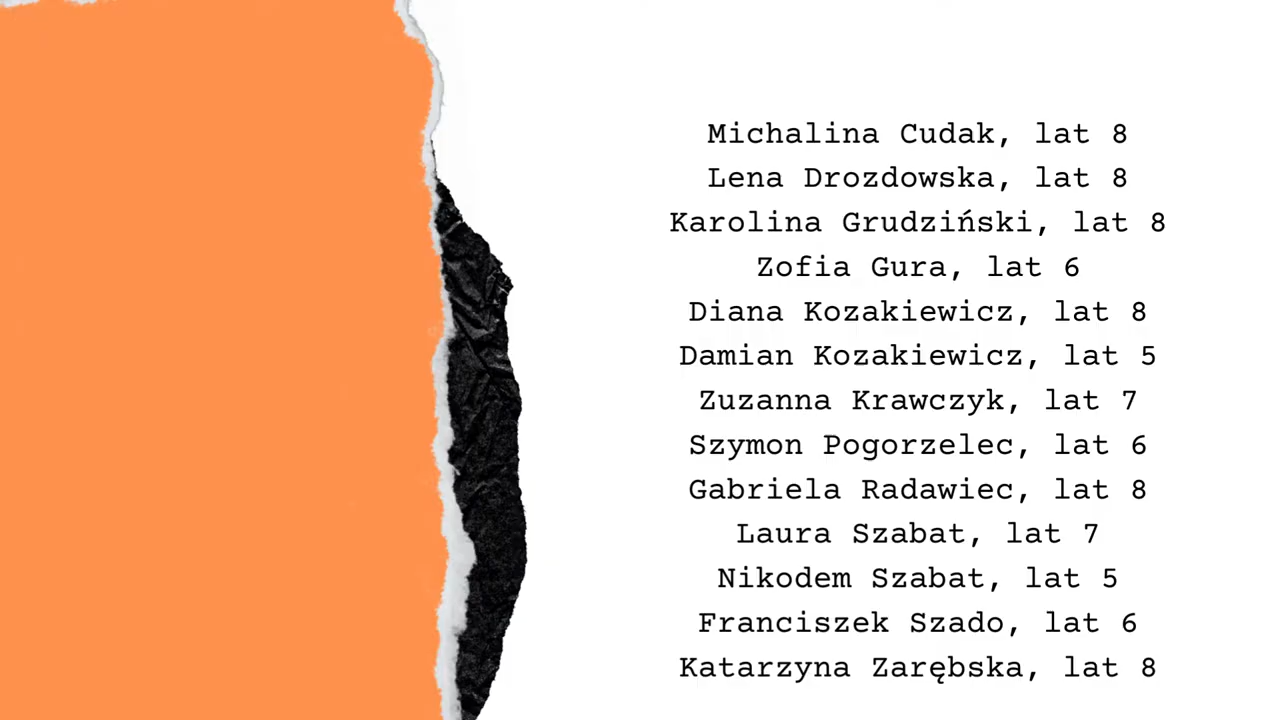 Michalina Cudak, lat 8
Lena Drozdowska, lat 8
Karolina Grudziński, lat 8
Zofia Gura, lat 6
Diana Kozakiewicz, lat 8
Damian Kozakiewicz, lat 5
Zuzanna Krawczyk, lat 7
Szymon Pogorzelec, lat 6
Gabriela Radawiec, lat 8
Laura Szabat, lat 7
Nikodem Szabat, lat 5
Franciszek Szado, lat 6
Katarzyna Zarębska, lat 8